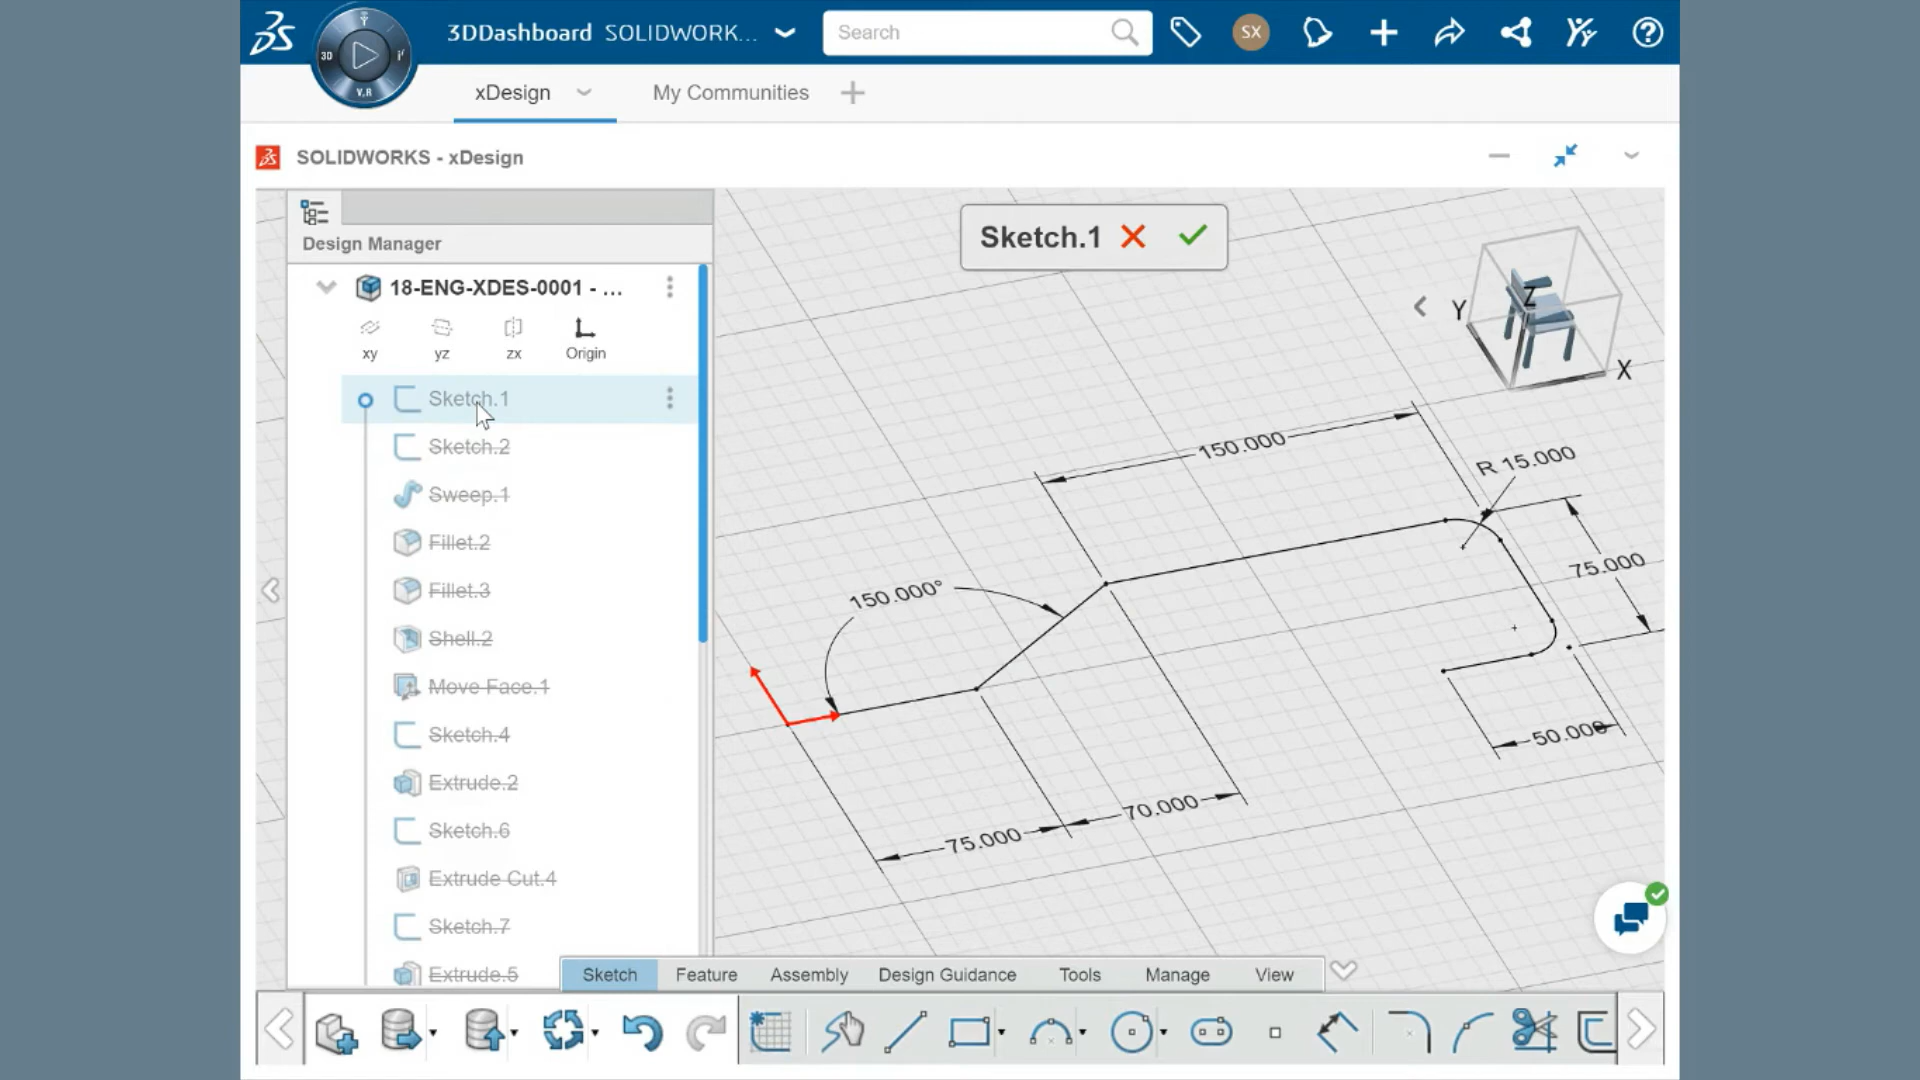 3DDashboard SOLIDWORK...
Search
SX
3D
V.R
xDesign
My Communities
SOLIDWORKS - xDesign
Design Manager
18-ENG-XDES-0001 - ...
xy yz zx Origin
Sketch.1
Sketch.2
Sweep.1
Fillet.2
Fillet.3
Shell.2
Move Face.1
Sketch.4
Extrude.2
Sketch.6
Extrude Cut.4
Sketch.7
Extrude.5
Sketch.1
Y
Z
X
150.000
R 15.000
75.000
150.000°
50.000
70.000
75.000
Sketch Feature Assembly Design Guidance Tools Manage View